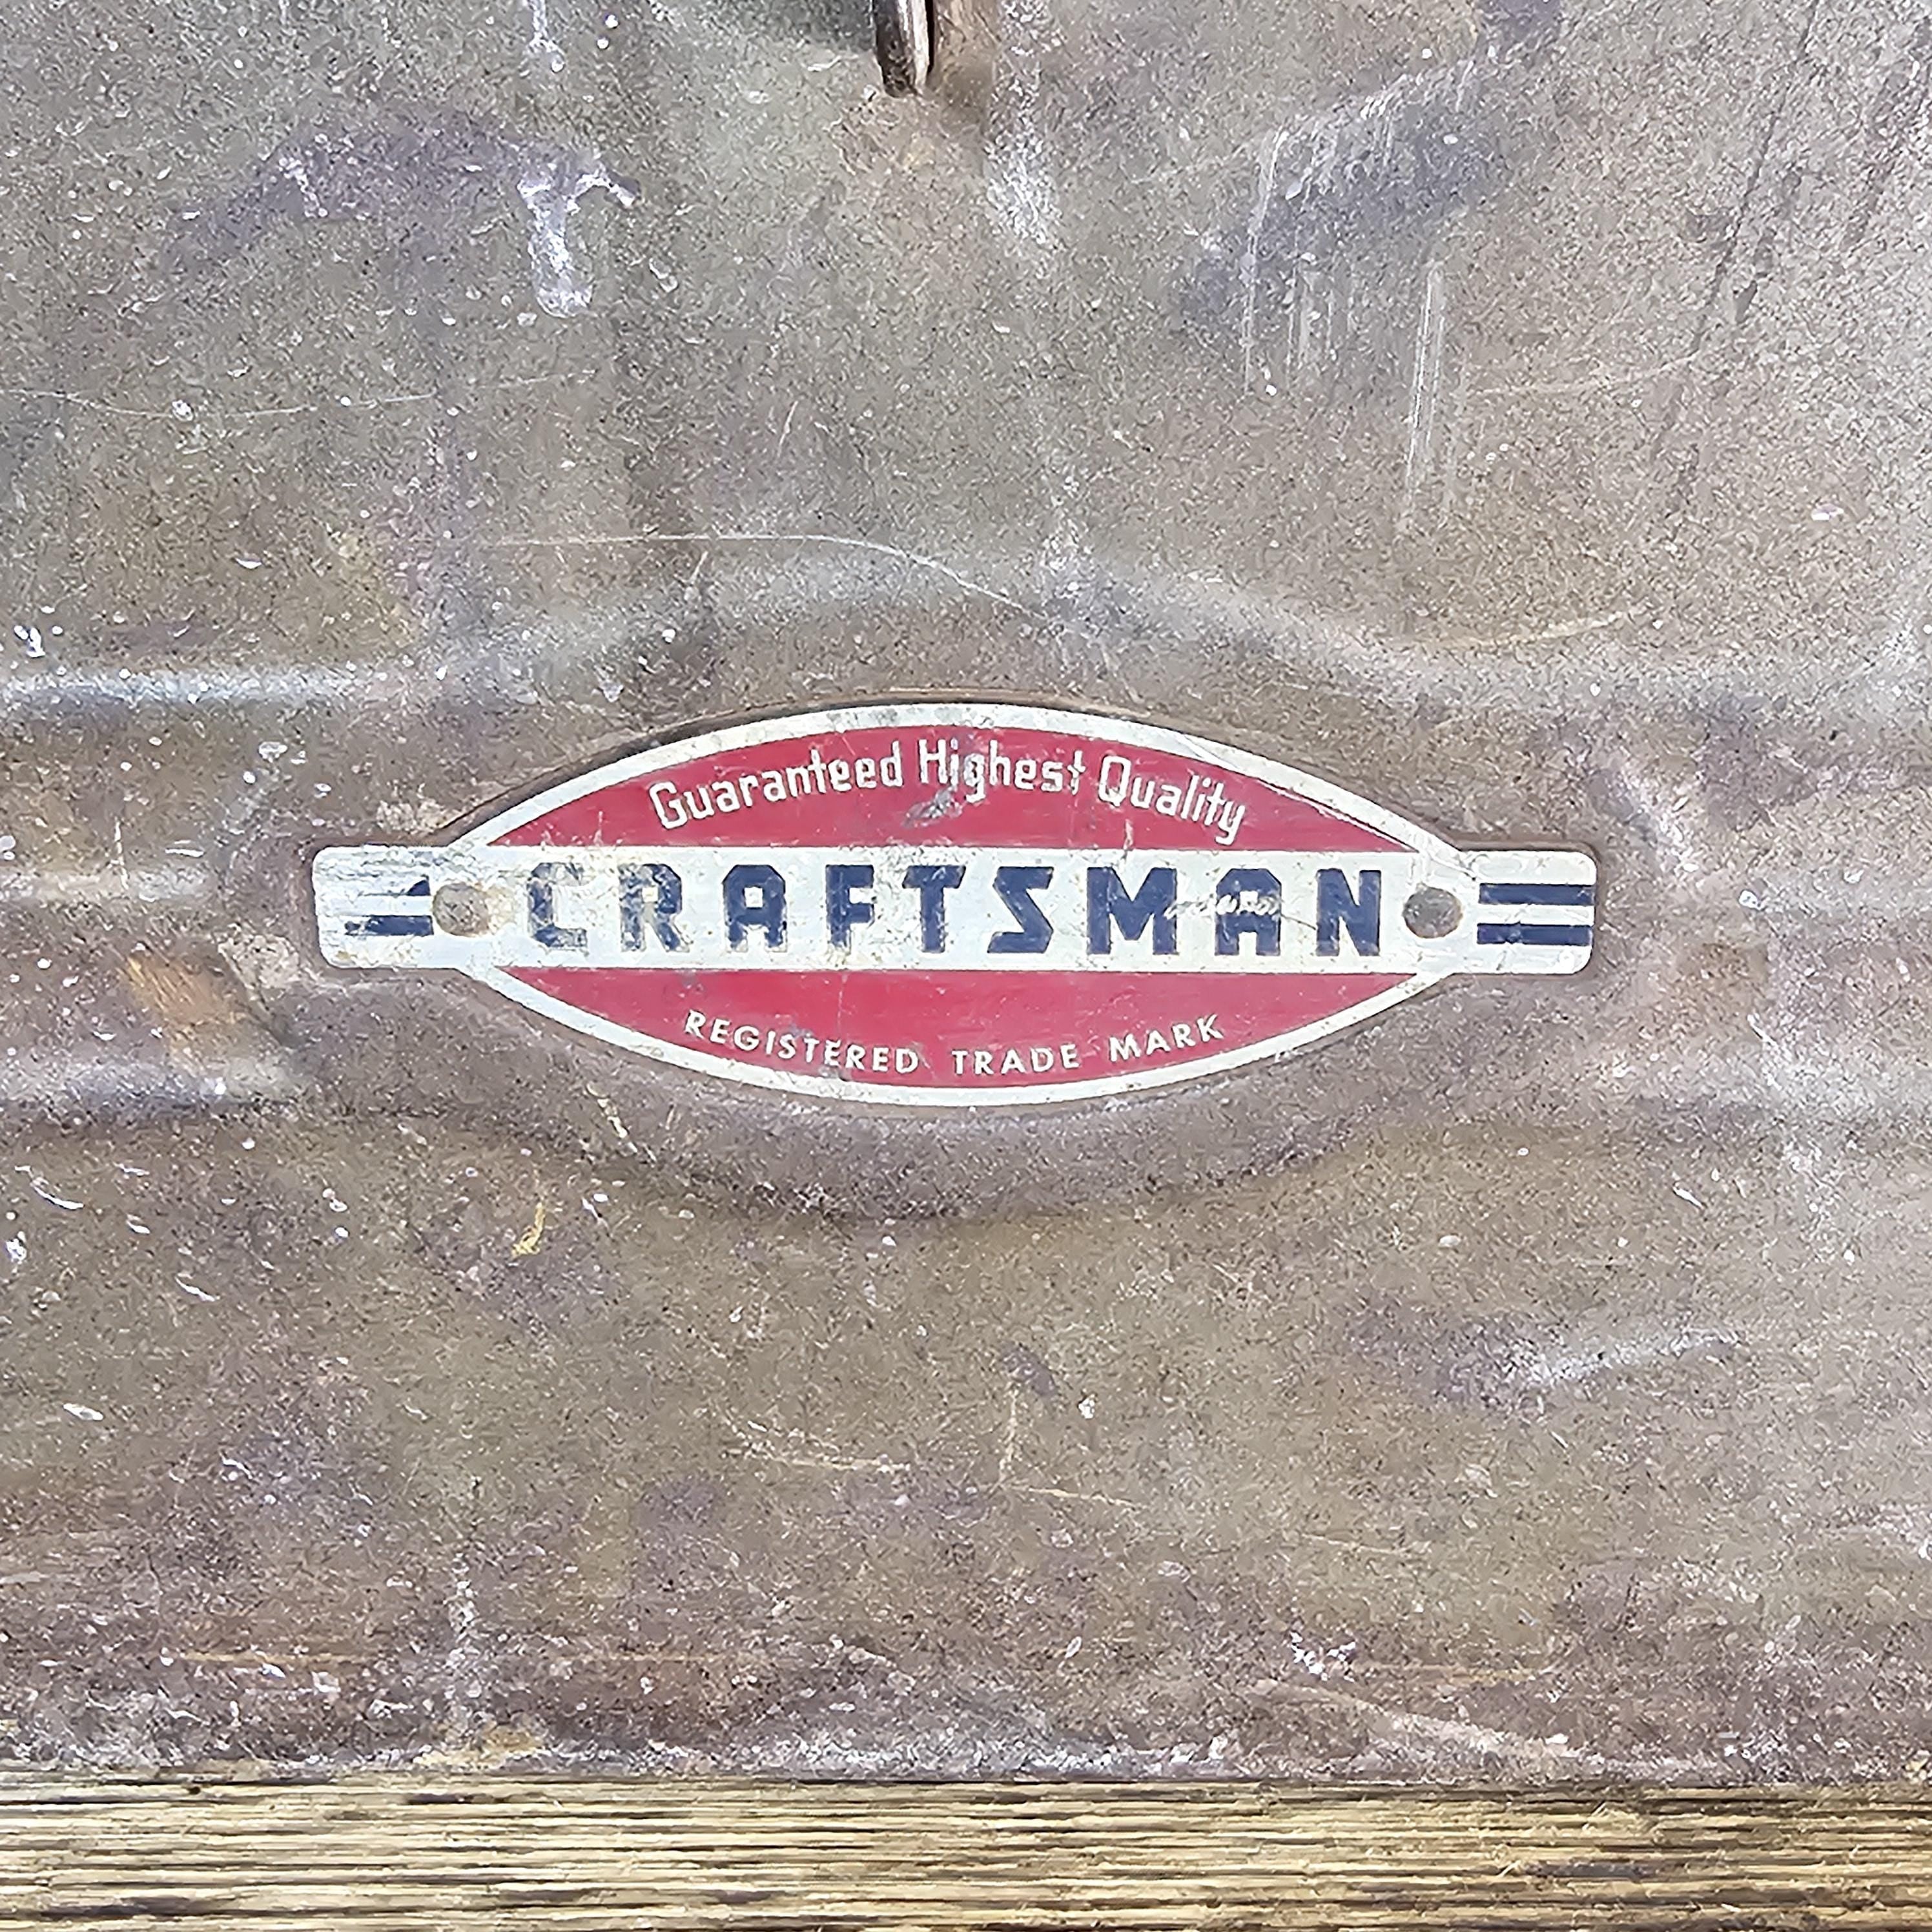 Guaranteed Highest Quality
CRAFTSMAN
REGISTERED TRADE MARK